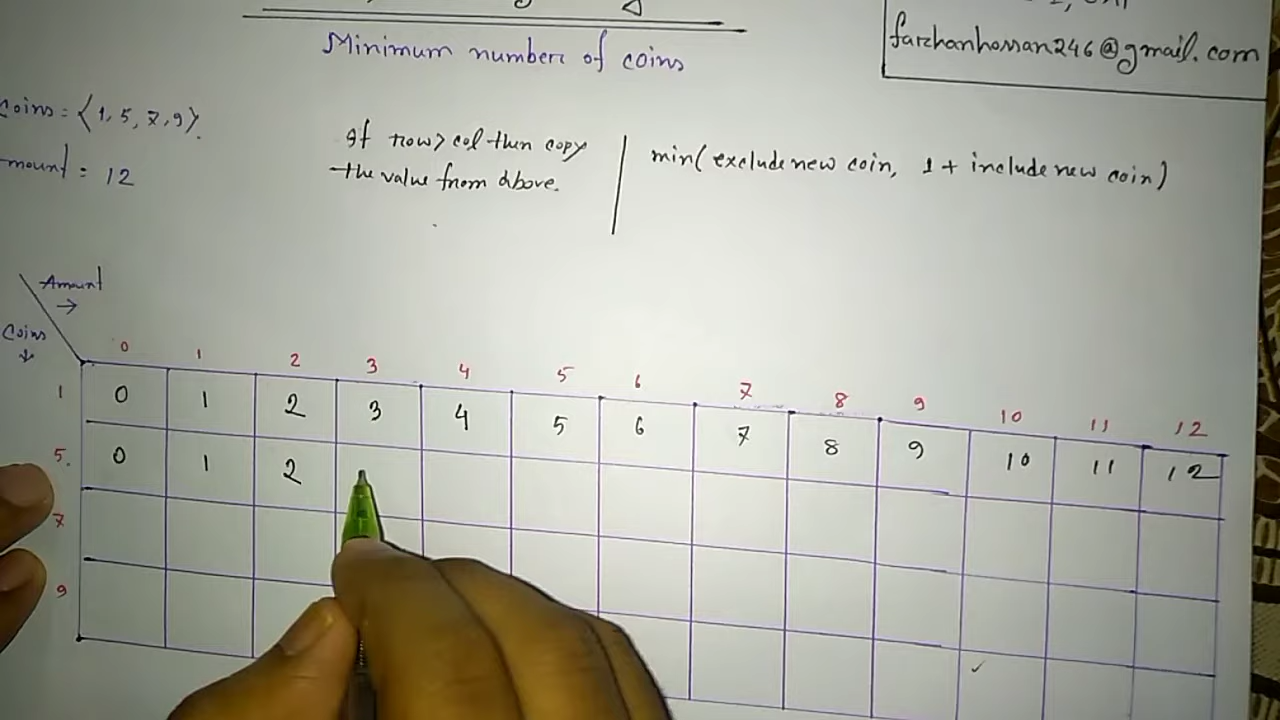 Minimum number of coins
farzhanhossan246@gmail.com
Coins = {1, 5, 7, 9}.
mount = 12
If row > col then copy
the value from above.
min( exclude new coin, 1 + include new coin)
Amount
→
Coins
↓
0 1 2 3 4 5 6 7 8 9 10 11 12
1 0 1 2 3 4 5 6 7 8 9 10 11 12
5. 0 1 2
7
9 ✓